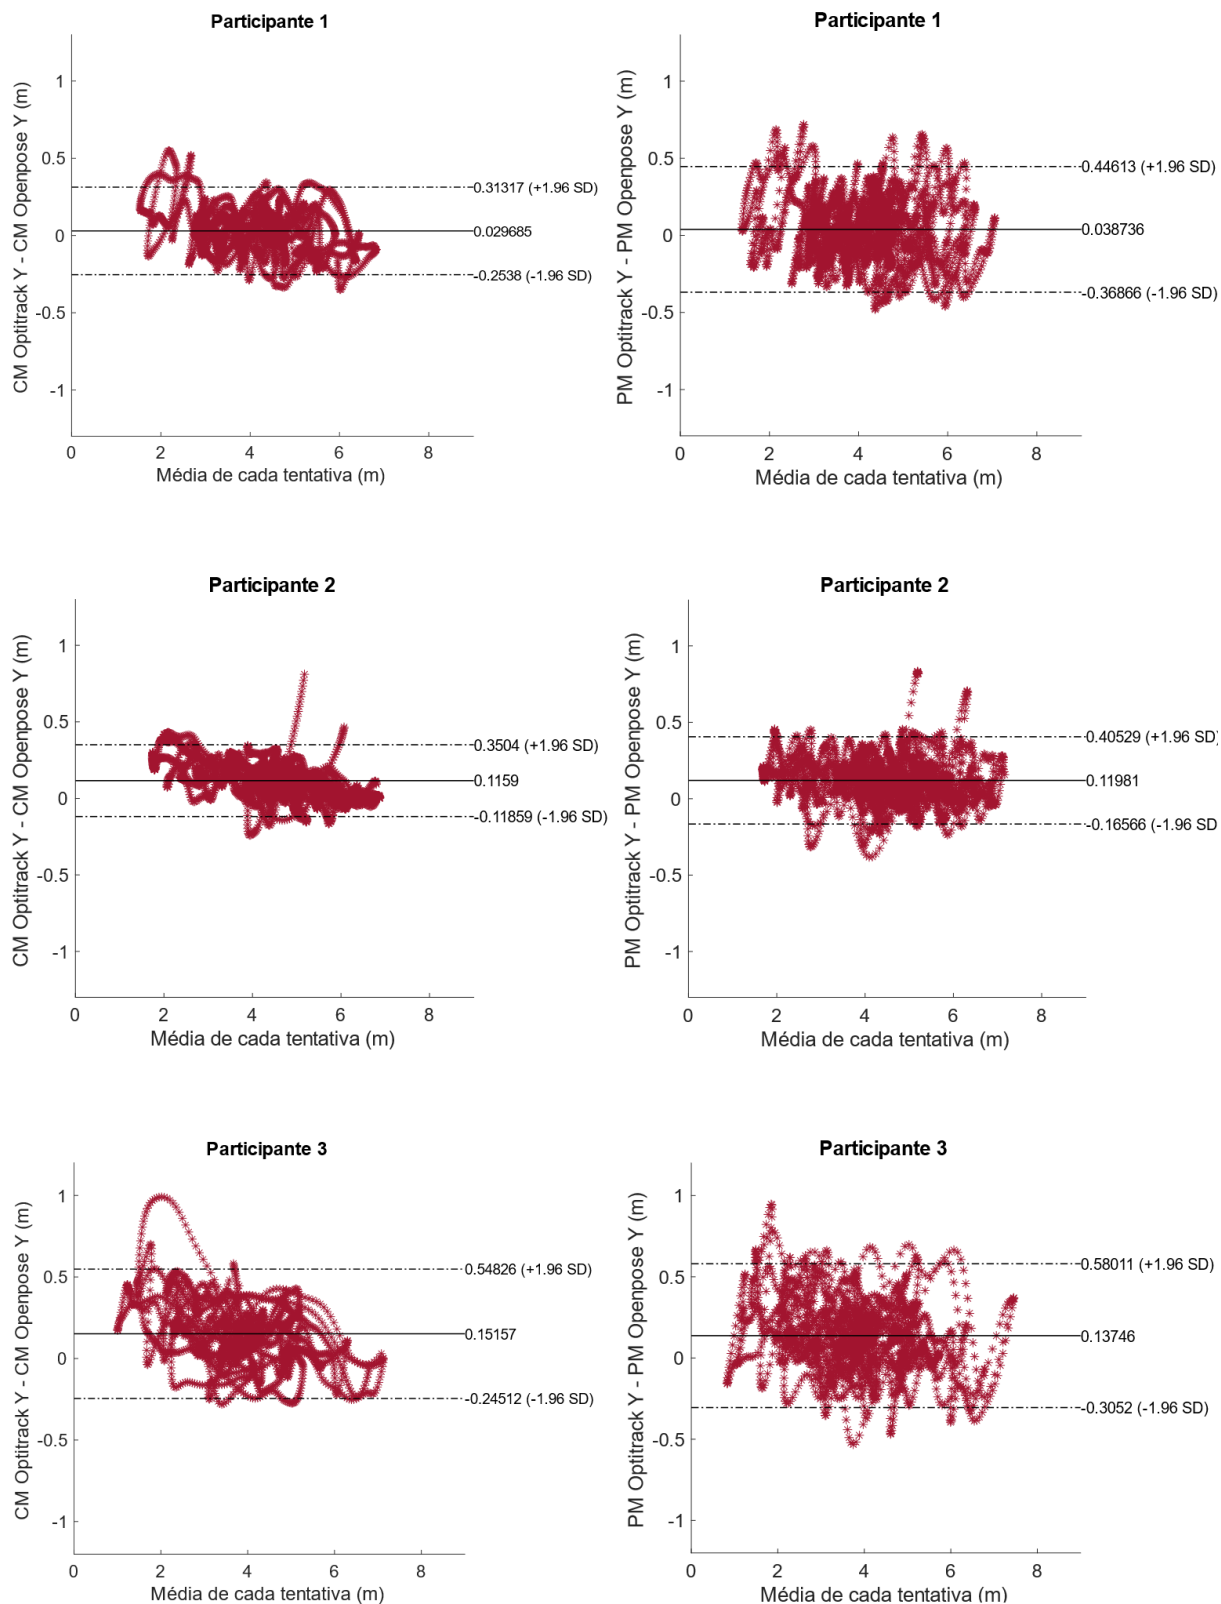 Participante 1
CM Optitrack Y - CM Openpose Y (m)
1
0.5
0
-0.5
-1
0.31317 (+1.96 SD)
0.029685
-0.2538 (-1.96 SD)
0 2 4 6 8
Média de cada tentativa (m)
Participante 1
PM Optitrack Y - PM Openpose Y (m)
1
0.5
0
-0.5
-1
0.44613 (+1.96 SD)
0.038736
-0.36866 (-1.96 SD)
0 2 4 6 8
Média de cada tentativa (m)
Participante 2
CM Optitrack Y - CM Openpose Y (m)
1
0.5
0
-0.5
-1
0.3504 (+1.96 SD)
0.1159
-0.11859 (-1.96 SD)
0 2 4 6 8
Média de cada tentativa (m)
Participante 2
PM Optitrack Y - PM Openpose Y (m)
1
0.5
0
-0.5
-1
0.40529 (+1.96 SD)
0.11981
-0.16566 (-1.96 SD
0 2 4 6 8
Média de cada tentativa (m)
Participante 3
CM Optitrack Y - CM Openpose Y (m)
1
0.5
0
-0.5
-1
0.54826 (+1.96 SD)
0.15157
-0.24512 (-1.96 SD)
0 2 4 6 8
Média de cada tentativa (m)
Participante 3
PM Optitrack Y - PM Openpose Y (m)
1
0.5
0
-0.5
-1
0.58011 (+1.96 SD)
0.13746
-0.3052 (-1.96 SD)
0 2 4 6 8
Média de cada tentativa (m)